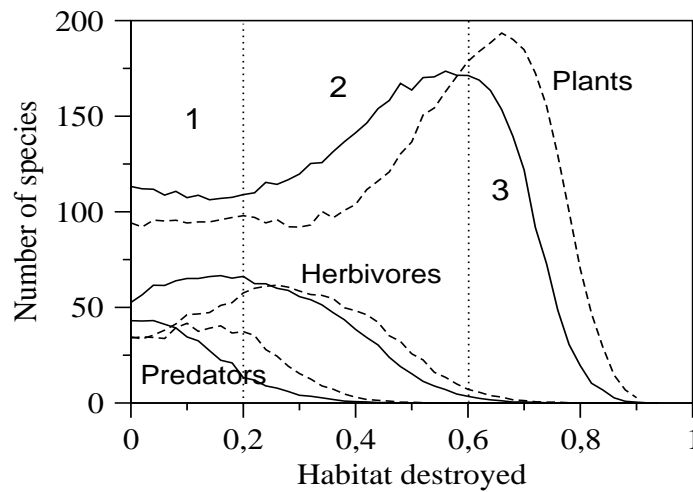 200
150
100
50
0
Number of species
1
2
3
Plants
Herbivores
Predators
0 0,2 0,4 0,6 0,8 1
Habitat destroyed